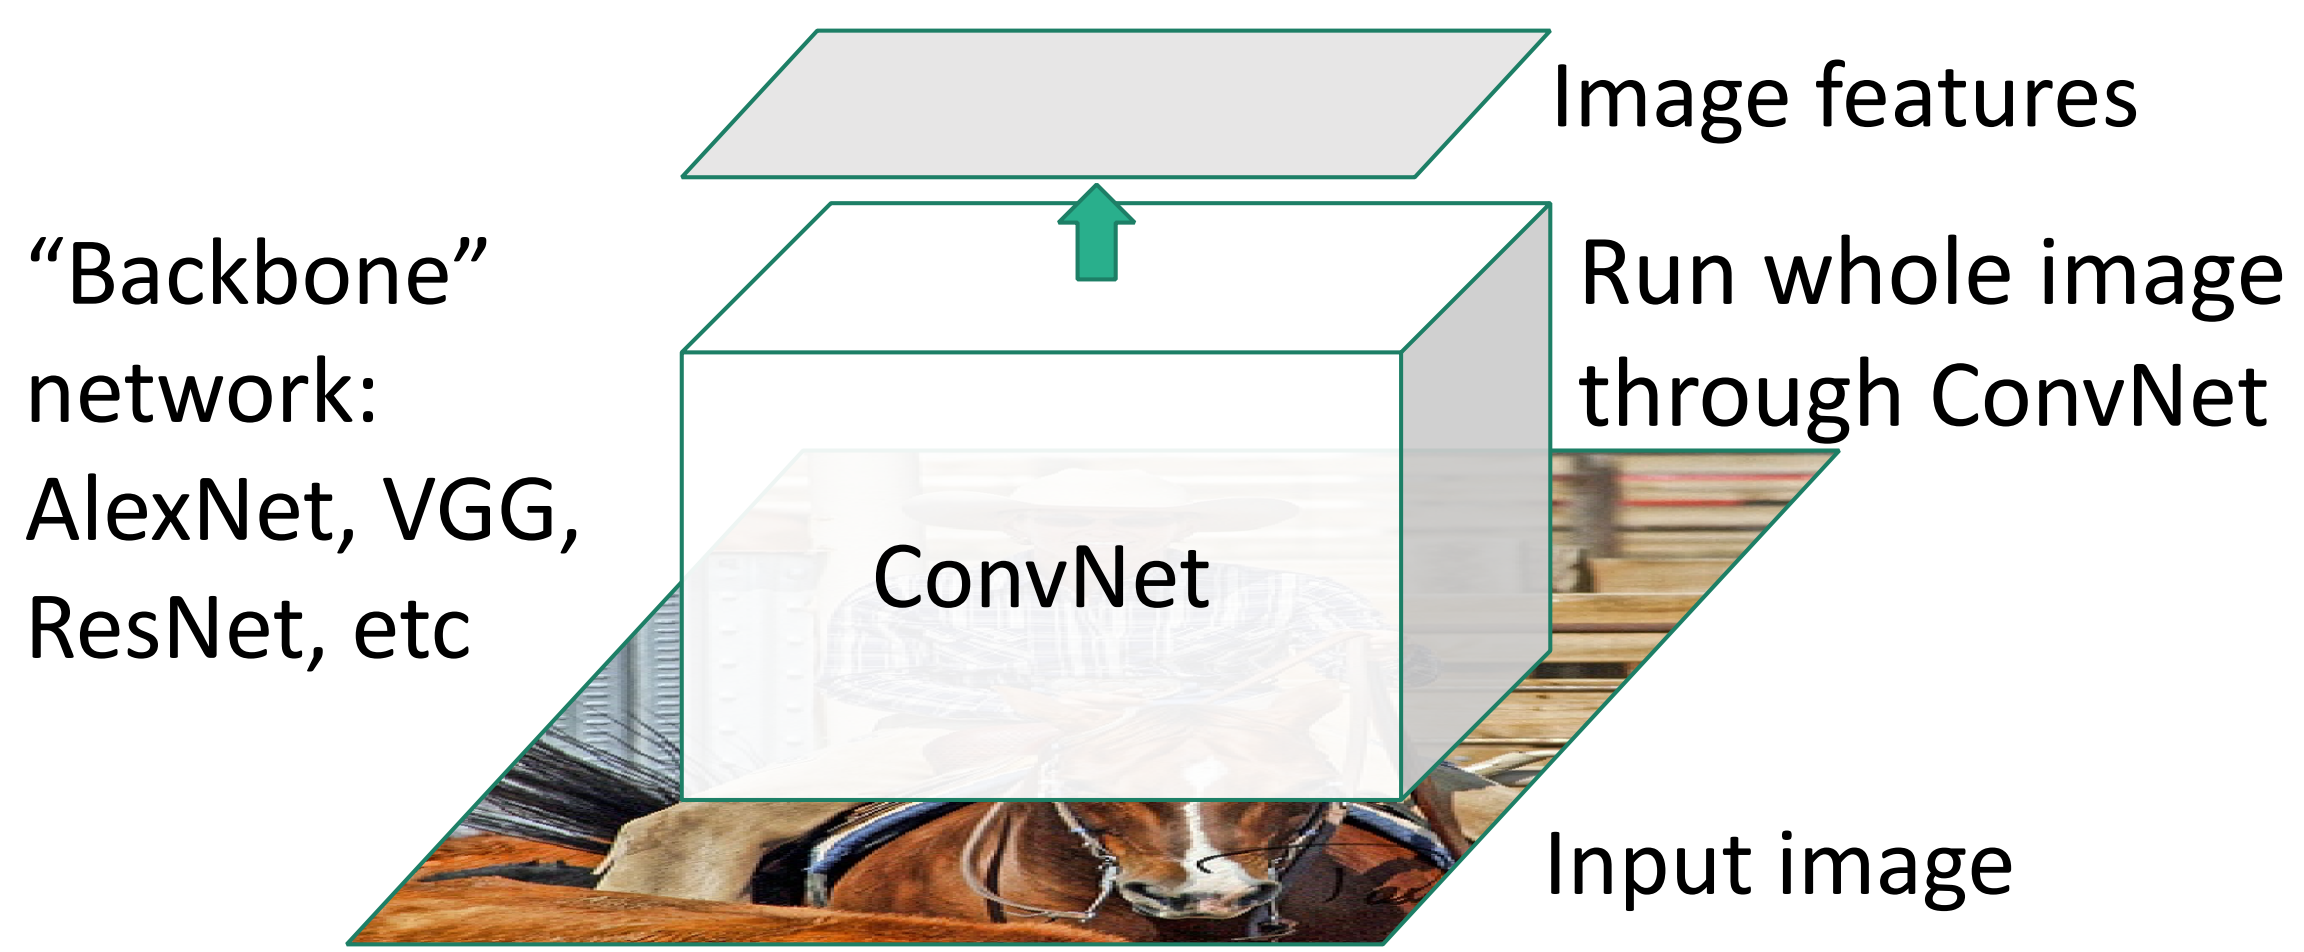 Image features
“Backbone”
network:
AlexNet, VGG,
ResNet, etc
Run whole image
through ConvNet
ConvNet
Input image